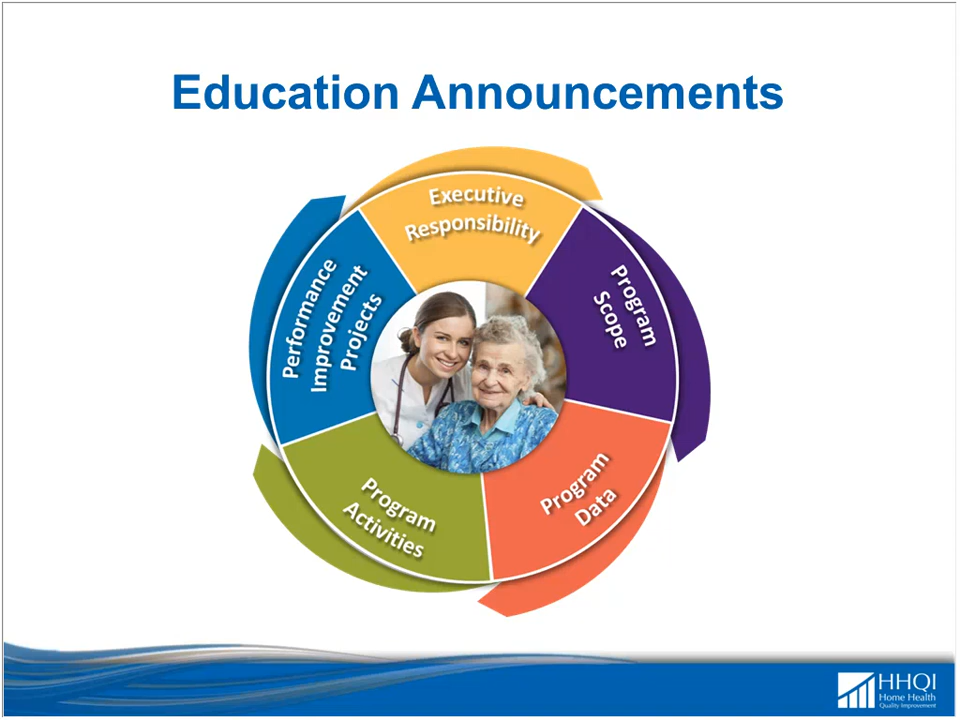 Education Announcements
Executive
Responsibility
Program
Scope
Program
Data
Program
Activities
Performance
Improvement
Projects
HHQI
Home Health
Quality Improvement